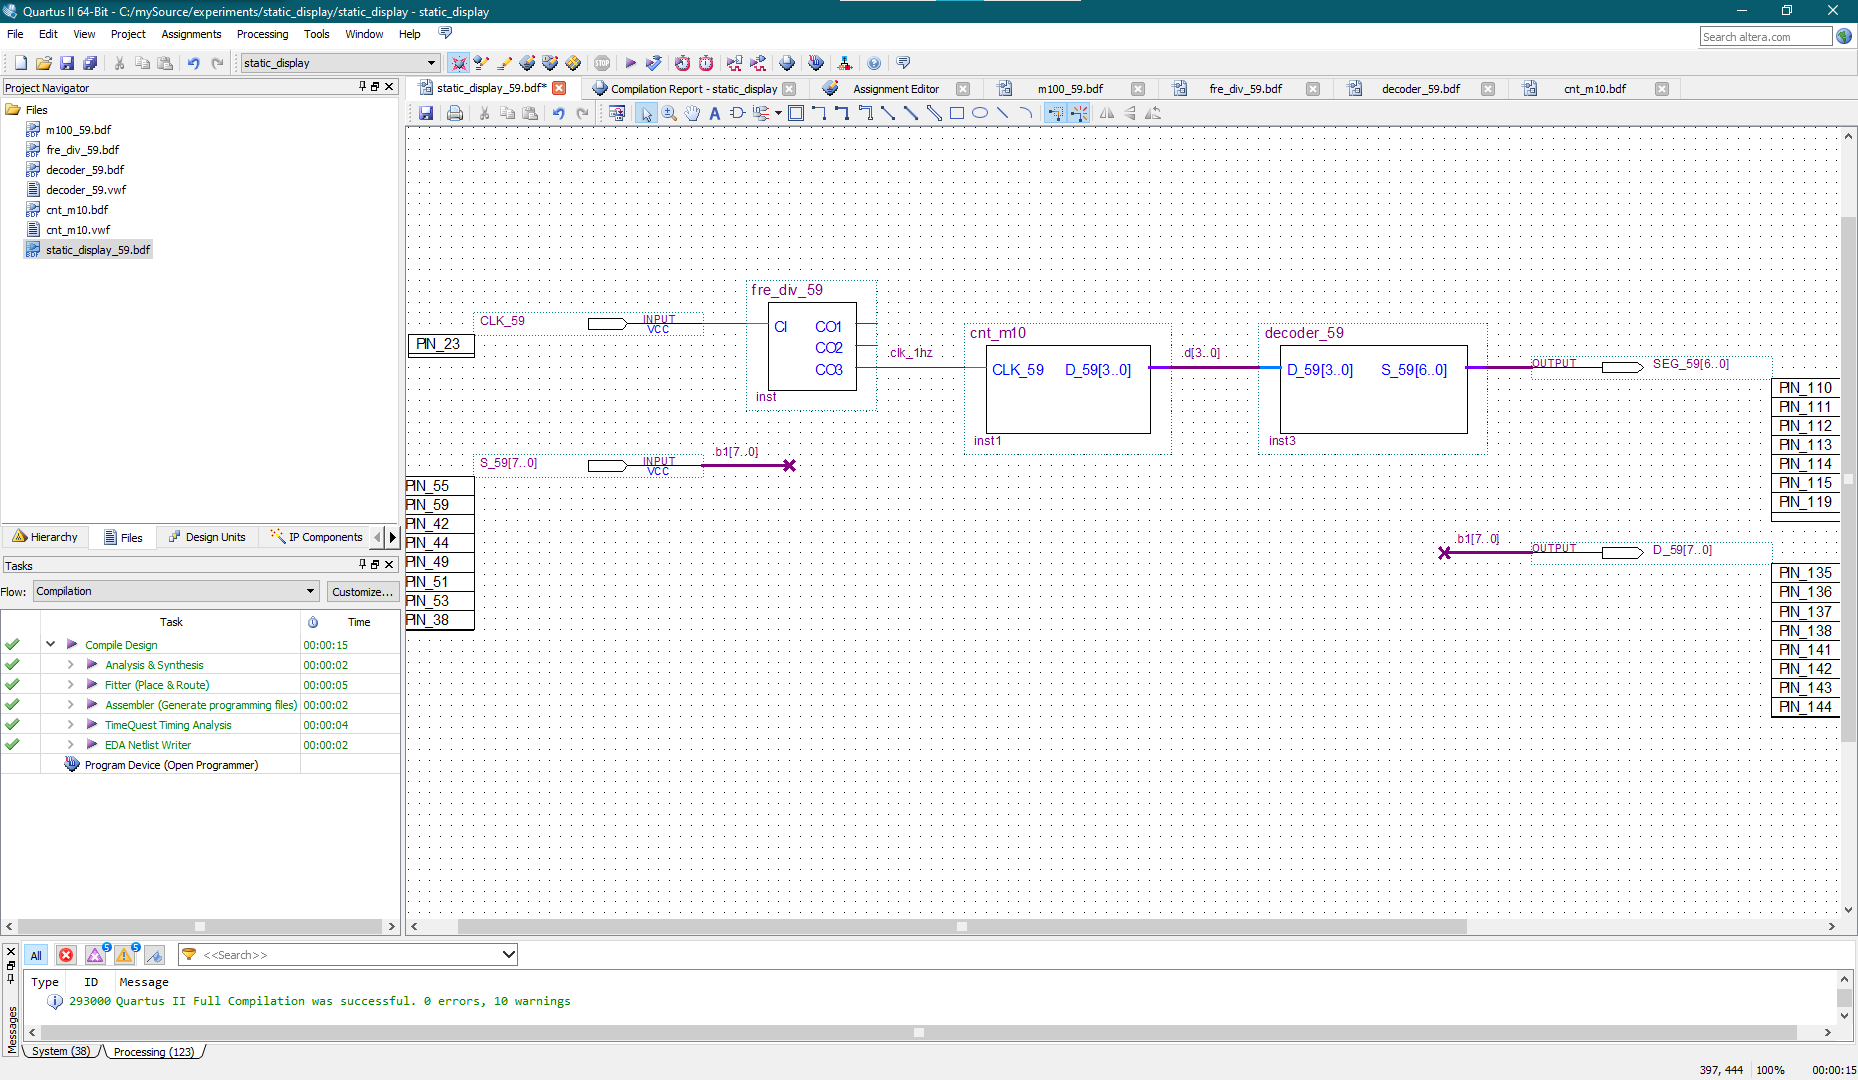 Quartus II 64-Bit - C:/mySource/experiments/static_display/static_display - static_display
File Edit View Project Assignments Processing Tools Window Help
Search altera.com
static_display
STOP
Project Navigator
Files
m100_59.bdf
fre_div_59.bdf
decoder_59.bdf
decoder_59.vwf
cnt_m10.bdf
cnt_m10.vwf
static_display_59.bdf
Hierarchy Files Design Units IP Components
Tasks
Flow: Compilation Customize...
Task Time
Compile Design 00:00:15
Analysis & Synthesis 00:00:02
Fitter (Place & Route) 00:00:05
Assembler (Generate programming files) 00:00:02
TimeQuest Timing Analysis 00:00:04
EDA Netlist Writer 00:00:02
Program Device (Open Programmer)
static_display_59.bdf* Compilation Report - static_display Assignment Editor m100_59.bdf fre_div_59.bdf decoder_59.bdf cnt_m10.bdf
fre_div_59
CLK_59 INPUT
VCC
PIN_23
CI CO1
CO2
CO3
inst
clk_1hz
cnt_m10
CLK_59 D_59[3..0]
inst1
d[3..0]
decoder_59
D_59[3..0] S_59[6..0]
inst3
OUTPUT SEG_59[6..0]
PIN_110
PIN_111
PIN_112
PIN_113
PIN_114
PIN_115
PIN_119
S_59[7..0] INPUT
VCC
b1[7..0]
PIN_55
PIN_59
PIN_42
PIN_44
PIN_49
PIN_51
PIN_53
PIN_38
b1[7..0] OUTPUT D_59[7..0]
PIN_135
PIN_136
PIN_137
PIN_138
PIN_141
PIN_142
PIN_143
PIN_144
All 5 5 <<Search>>
Type ID Message
293000 Quartus II Full Compilation was successful. 0 errors, 10 warnings
Messages
System (38) Processing (123)
397, 444 100% 00:00:15